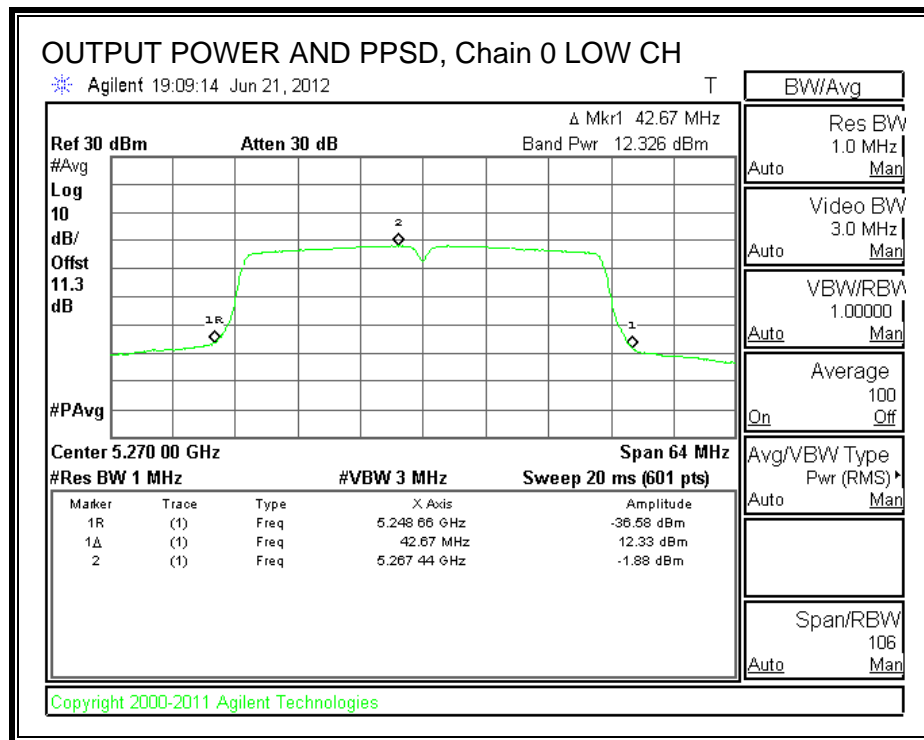 OUTPUT POWER AND PPSD, Chain 0 LOW CH
Agilent 19:09:14 Jun 21, 2012 T
Δ Mkr1 42.67 MHz
Ref 30 dBm Atten 30 dB Band Pwr 12.326 dBm
#Avg
Log
10
dB/
Offst
11.3
dB
2
1R
1
#PAvg
Center 5.270 00 GHz Span 64 MHz
#Res BW 1 MHz #VBW 3 MHz Sweep 20 ms (601 pts)
Marker Trace Type X Axis Amplitude
1R (1) Freq 5.248 66 GHz -36.58 dBm
1Δ (1) Freq 42.67 MHz 12.33 dBm
2 (1) Freq 5.267 44 GHz -1.88 dBm
BW/Avg
Res BW
1.0 MHz
Auto Man
Video BW
3.0 MHz
Auto Man
VBW/RBW
1.00000
Auto Man
Average
100
On Off
Avg/VBW Type
Pwr (RMS)
Auto Man
Span/RBW
106
Auto Man
Copyright 2000-2011 Agilent Technologies